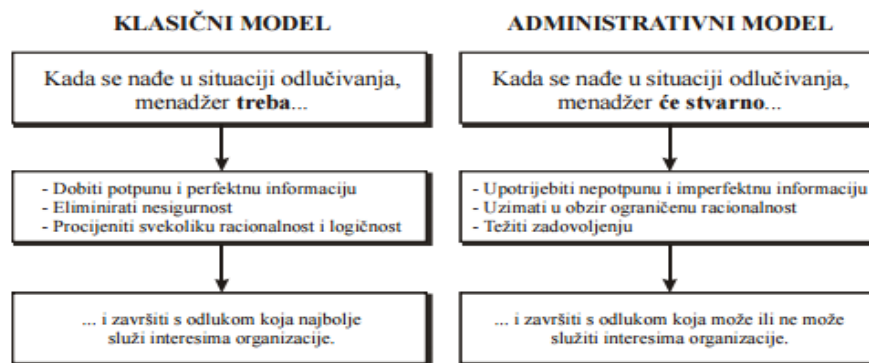 KLASIČNI MODEL
Kada se nađe u situaciji odlučivanja,
menadžer treba...
- Dobiti potpunu i perfektnu informaciju
- Eliminirati nesigurnost
- Procijeniti svekoliku racionalnost i logičnost
... i završiti s odlukom koja najbolje
služi interesima organizacije.
ADMINISTRATIVNI MODEL
Kada se nađe u situaciji odlučivanja,
menadžer će stvarno...
- Upotrijebiti nepotpunu i imperfektnu informaciju
- Uzimati u obzir ograničenu racionalnost
- Težiti zadovoljenju
... i završiti s odlukom koja može ili ne može
služiti interesima organizacije.